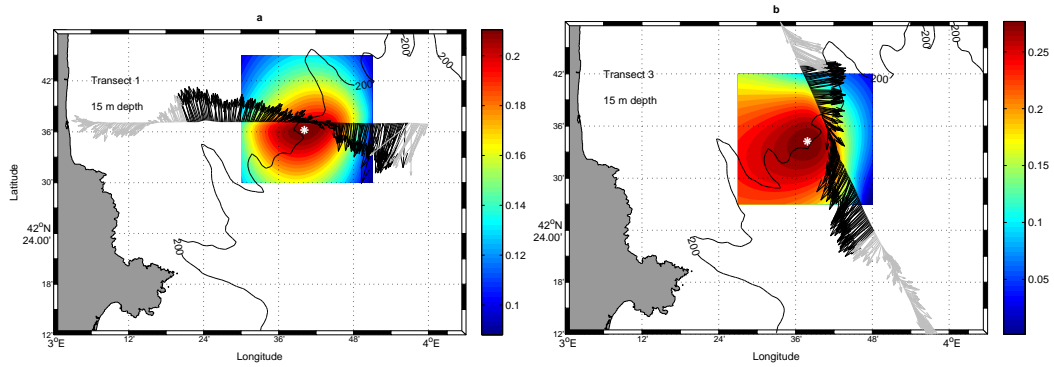 a
Transect 1
15 m depth
200
200
-200
200
42'
36'
30'
42°N
24.00'
18'
12'
3°E
12'
24'
36'
48'
4°E
Latitude
Longitude
0.2
0.18
0.16
0.14
0.12
0.1
b
Transect 3
15 m depth
-200
200
200
200
42'
36'
30'
42°N
24.00'
18'
12'
3°E
12'
24'
36'
48'
4°E
Longitude
0.25
0.2
0.15
0.1
0.05